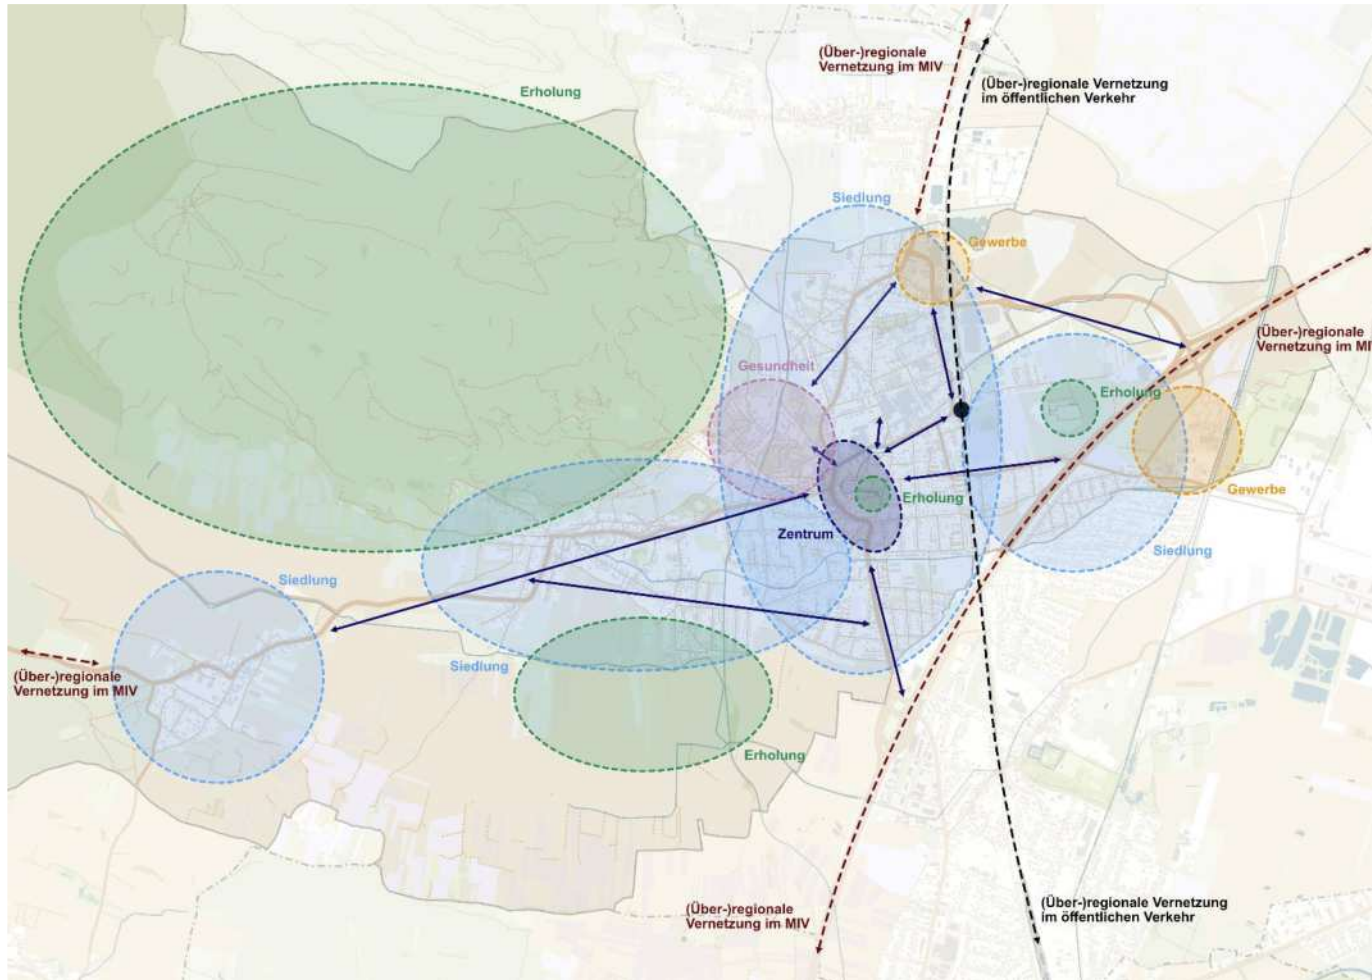 (Über-)regionale
Vernetzung im MIV
(Über-)regionale Vernetzung
im öffentlichen Verkehr
Erholung
Siedlung
Gewerbe
(Über-)regionale
Vernetzung im MIV
Gesundheit
Erholung
Erholung
Gewerbe
Zentrum
Siedlung
Siedlung
Siedlung
(Über-)regionale
Vernetzung im MIV
Erholung
(Über-)regionale
Vernetzung im MIV
(Über-)regionale Vernetzung
im öffentlichen Verkehr